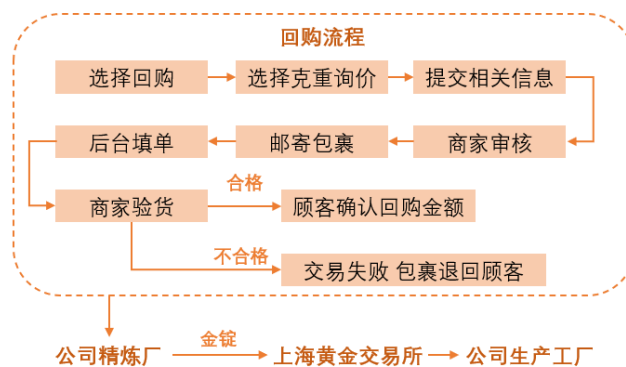 回购流程
选择回购
选择克重询价
提交相关信息
商家审核
邮寄包裹
后台填单
商家验货
合格
顾客确认回购金额
不合格
交易失败 包裹退回顾客
公司精炼厂
金锭
上海黄金交易所
公司生产工厂